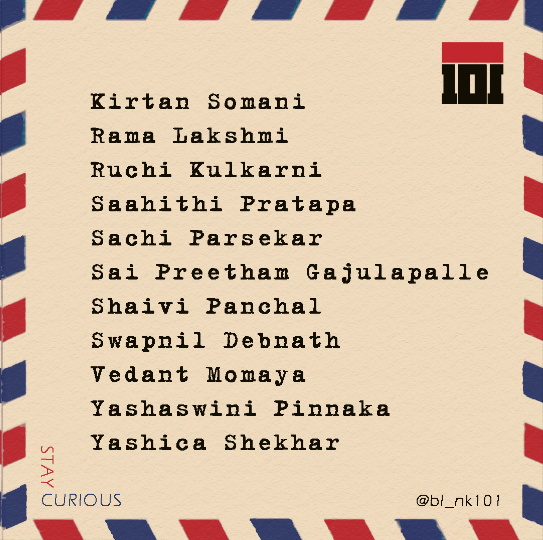 101
Kirtan Somani
Rama Lakshmi
Ruchi Kulkarni
Saahithi Pratapa
Sachi Parsekar
Sai Preetham Gajulapalle
Shaivi Panchal
Swapnil Debnath
Vedant Momaya
Yashaswini Pinnaka
Yashica Shekhar
STAY
CURIOUS
@bl_nk101